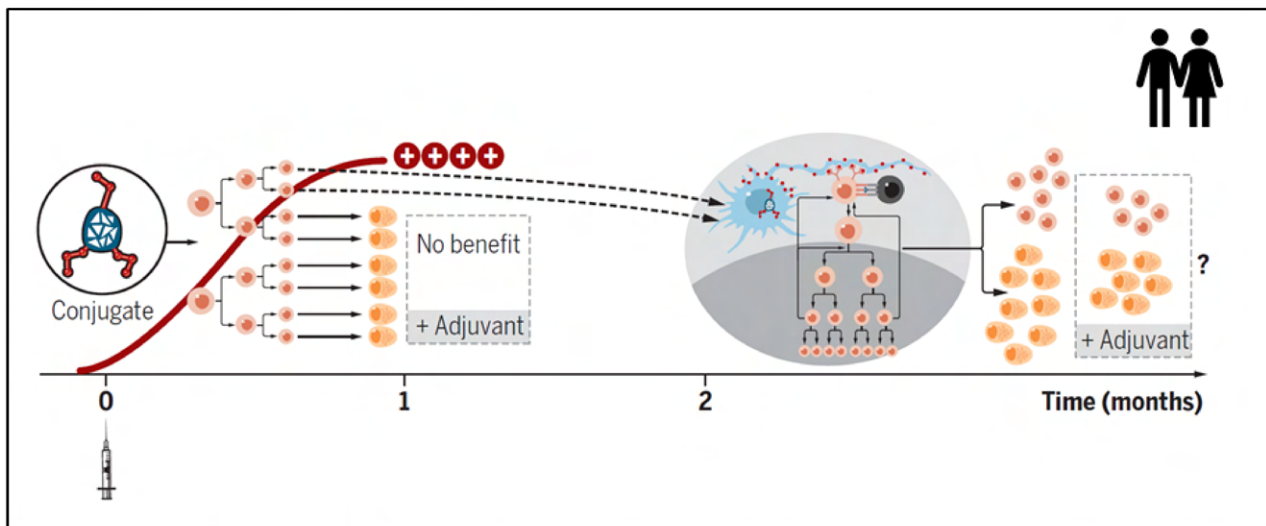 ++++
Conjugate
No benefit
+ Adjuvant
?
+ Adjuvant
0
1
2
Time (months)